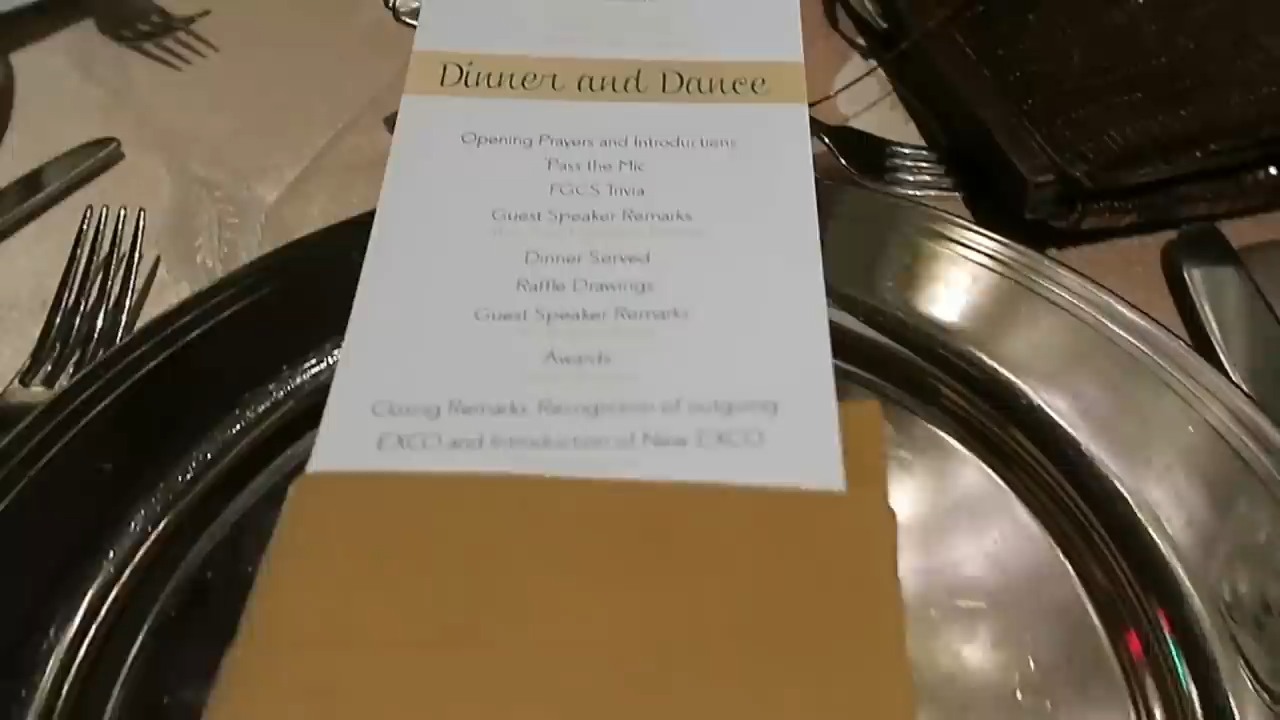 Dinner and Dance
Opening Prayers and Introductions
Pass the Mic
FGCS Trivia
Guest Speaker Remarks
Dinner Served
Raffle Drawings
Guest Speaker Remarks
Awards
Closing Remarks, Recognition of outgoing
EXCO and Introduction of New EXCO